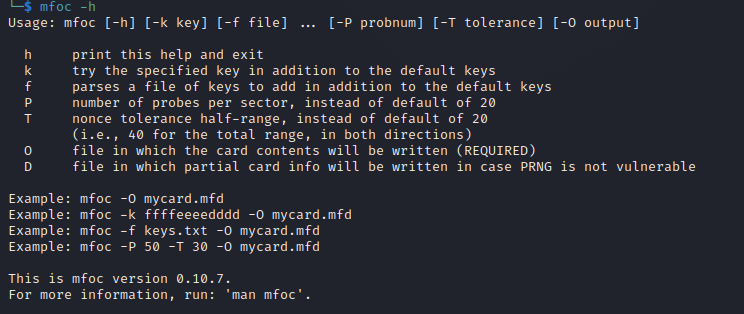 └─$ mfoc -h
Usage: mfoc [-h] [-k key] [-f file] ... [-P probnum] [-T tolerance] [-O output]
h print this help and exit
k try the specified key in addition to the default keys
f parses a file of keys to add in addition to the default keys
P number of probes per sector, instead of default of 20
T nonce tolerance half-range, instead of default of 20
(i.e., 40 for the total range, in both directions)
O file in which the card contents will be written (REQUIRED)
D file in which partial card info will be written in case PRNG is not vulnerable
Example: mfoc -O mycard.mfd
Example: mfoc -k ffffeeeedddd -O mycard.mfd
Example: mfoc -f keys.txt -O mycard.mfd
Example: mfoc -P 50 -T 30 -O mycard.mfd
This is mfoc version 0.10.7.
For more information, run: 'man mfoc'.